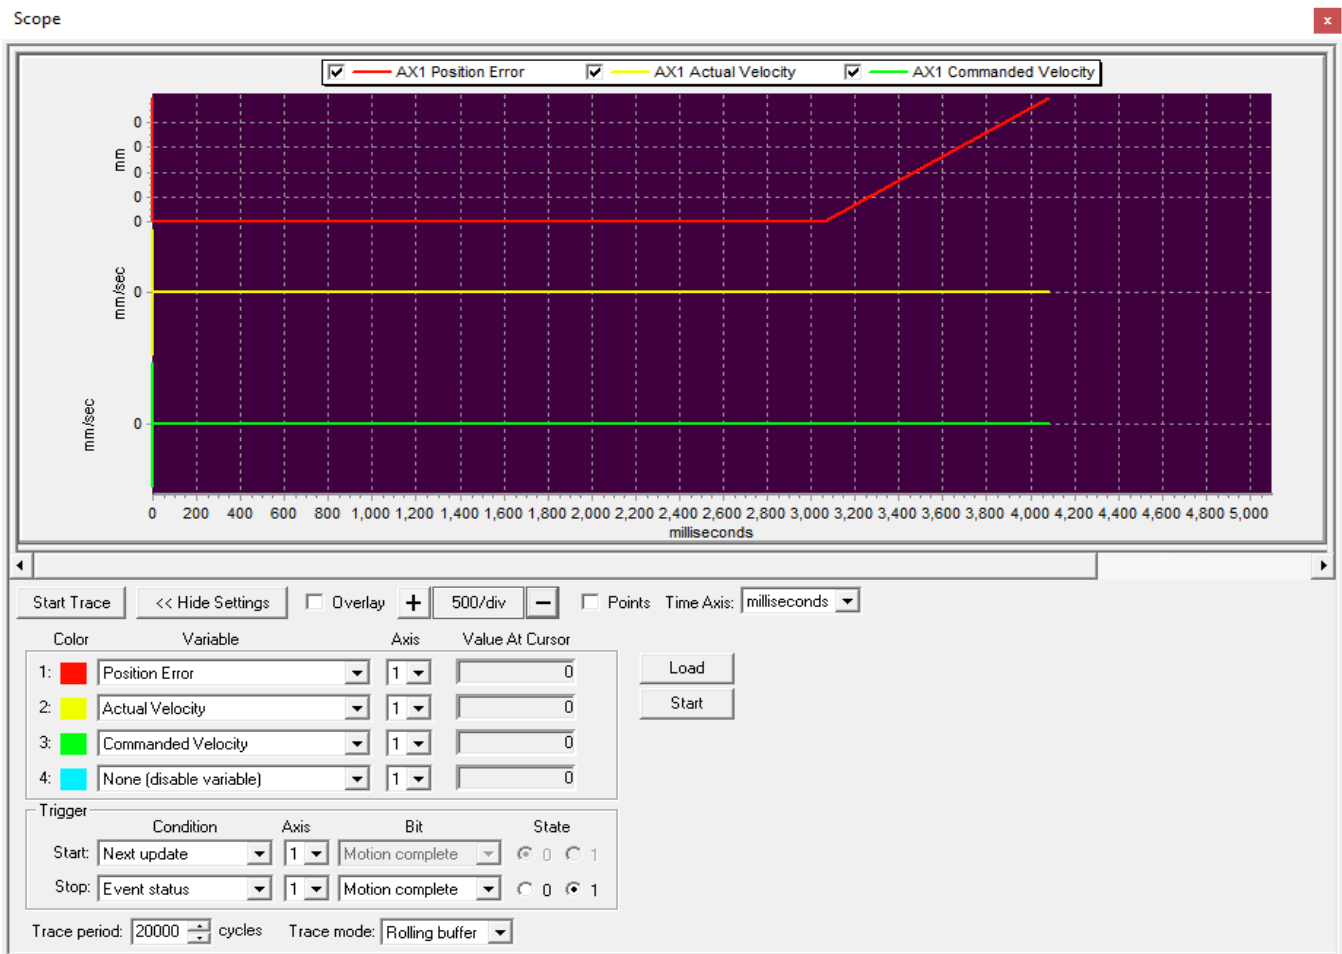 Scope
x
AX1 Position Error AX1 Actual Velocity AX1 Commanded Velocity
mm
0
0
0
0
0
mm/sec
0
mm/sec
0
0 200 400 600 800 1,000 1,200 1,400 1,600 1,800 2,000 2,200 2,400 2,600 2,800 3,000 3,200 3,400 3,600 3,800 4,000 4,200 4,400 4,600 4,800 5,000
milliseconds
Start Trace << Hide Settings Overlay + 500/div − Points Time Axis: milliseconds
Color Variable Axis Value At Cursor
1: Position Error 1 0 Load
2: Actual Velocity 1 0 Start
3: Commanded Velocity 1 0
4: None (disable variable) 1 0
Trigger
Condition Axis Bit State
Start: Next update 1 Motion complete 0 1
Stop: Event status 1 Motion complete 0 1
Trace period: 20000 cycles Trace mode: Rolling buffer